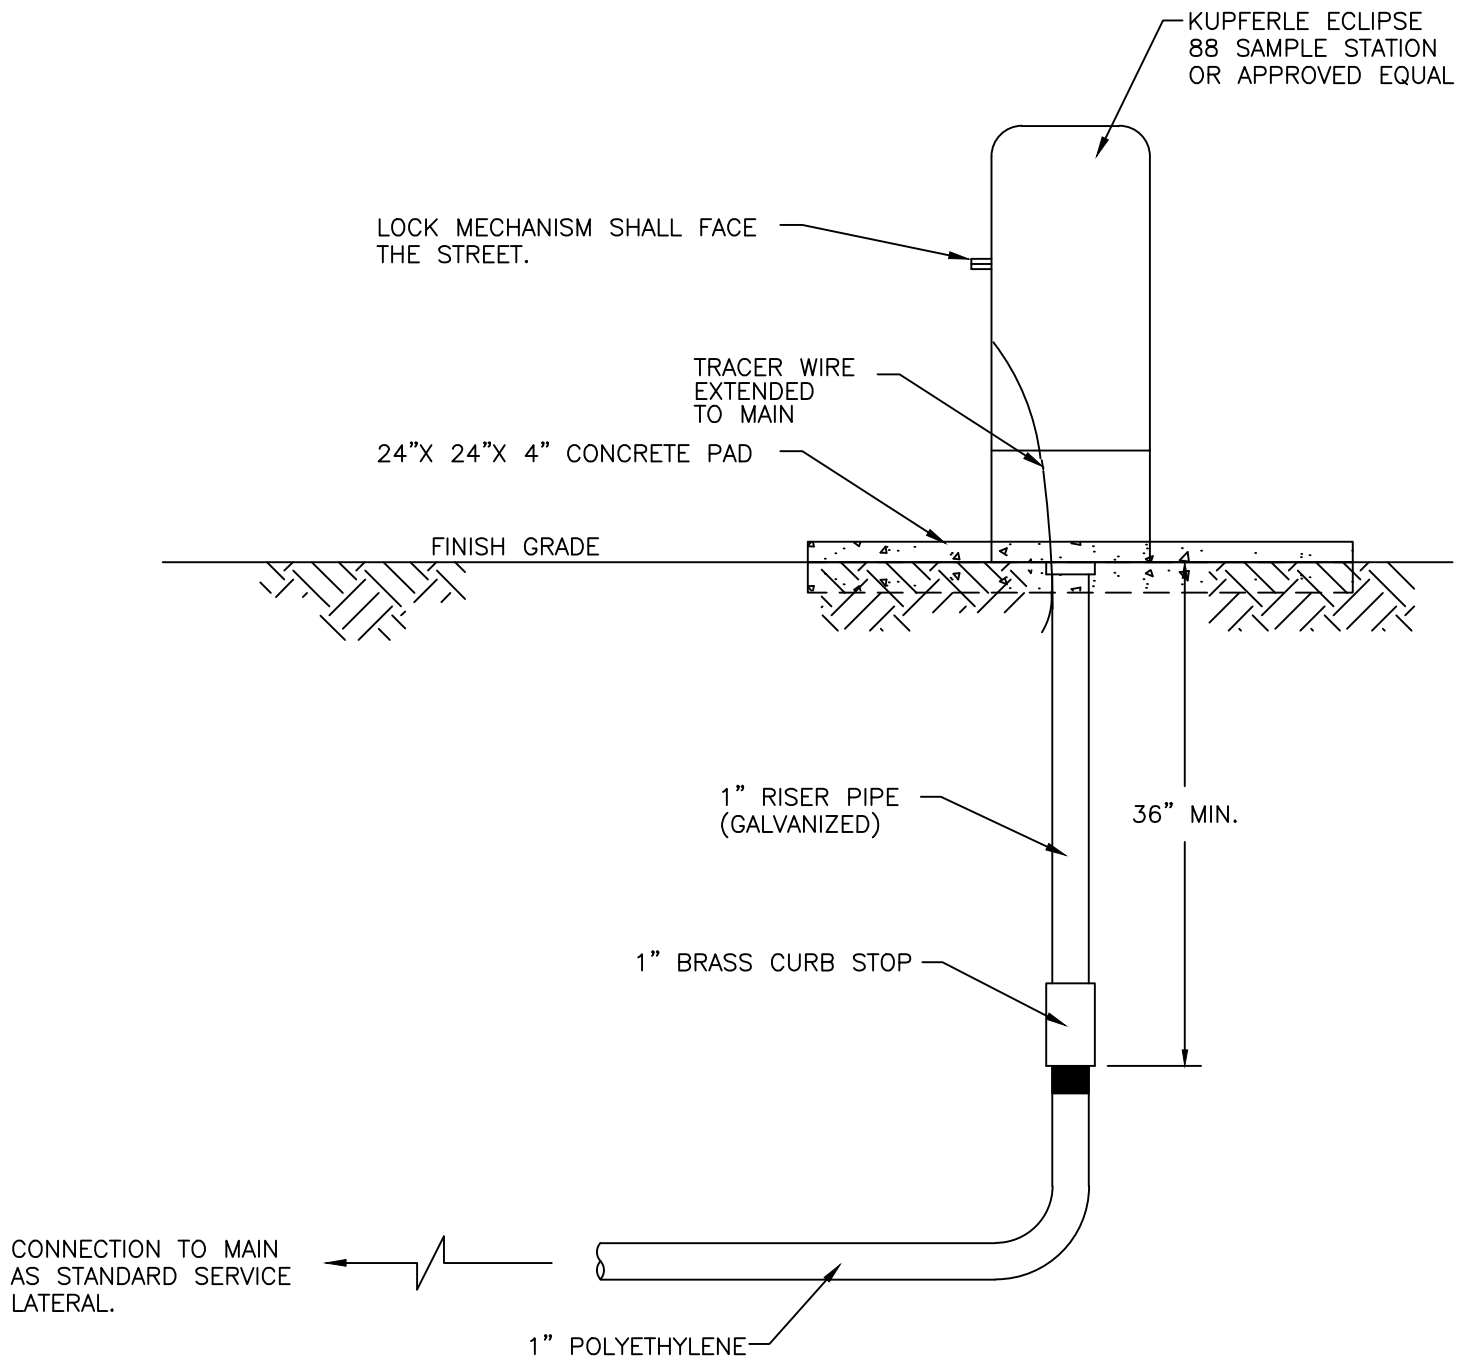 KUPFERLE ECLIPSE
88 SAMPLE STATION
OR APPROVED EQUAL
LOCK MECHANISM SHALL FACE
THE STREET.
TRACER WIRE
EXTENDED
TO MAIN
24”X 24”X 4” CONCRETE PAD
FINISH GRADE
1” RISER PIPE
(GALVANIZED)
36” MIN.
1” BRASS CURB STOP
CONNECTION TO MAIN
AS STANDARD SERVICE
LATERAL.
1” POLYETHYLENE